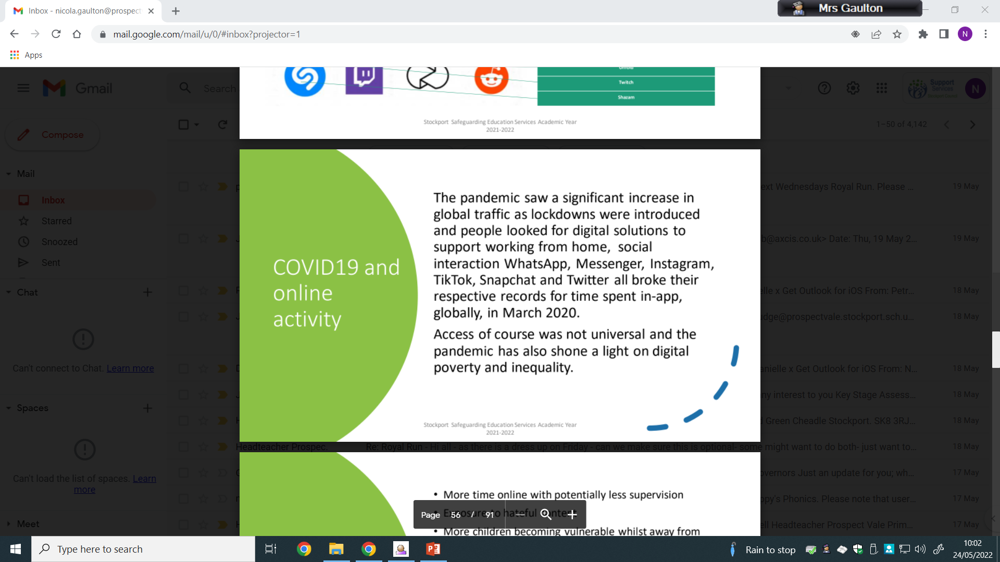 Inbox - nicola.gaulton@prospect
Mrs Gaulton
mail.google.com/mail/u/0/#inbox?projector=1
N
Apps
Gmail
Search
Support
Services
N
Unfold
Twitch
Shazam
Stockport Safeguarding Education Services Academic Year
2021-2022
Compose
1–50 of 4,142
Mail
Inbox
Starred
Snoozed
Sent
Chat
Can't connect to Chat. Learn more
Spaces
Can't load the list of spaces. Learn
more
Meet
COVID19 and
online
activity
The pandemic saw a significant increase in
global traffic as lockdowns were introduced
and people looked for digital solutions to
support working from home, social
interaction WhatsApp, Messenger, Instagram,
TikTok, Snapchat and Twitter all broke their
respective records for time spent in-app,
globally, in March 2020.
Access of course was not universal and the
pandemic has also shone a light on digital
poverty and inequality.
Stockport Safeguarding Education Services Academic Year
2021-2022
ext Wednesdays Royal Run. Please ... 19 May
b@axcis.co.uk> Date: Thu, 19 May 2... 19 May
elle x Get Outlook for iOS From: Petr... 18 May
dge@prospectvale.stockport.sch.u... 18 May
anielle x Get Outlook for iOS From: N... 18 May
ny interest to you Key Stage Assess... 18 May
d Green Cheadle Stockport. SK8 3RJ... 18 May
Headteacher Prospec. Re: Royal Run - Hi all - as there is a dress up on Friday - can we make sure this is optional- some might want to do both- just want to... 18 May
overnors Just an update for you; wh... 17 May
ppy's Phonics. Please note that user... 17 May
ell Headteacher Prospect Vale Prim... 17 May
• More time online with potentially less supervision
• Exposure to hateful content
• More children becoming vulnerable whilst away from
Page 56 / 91
Type here to search
Rain to stop
10:02
24/05/2022